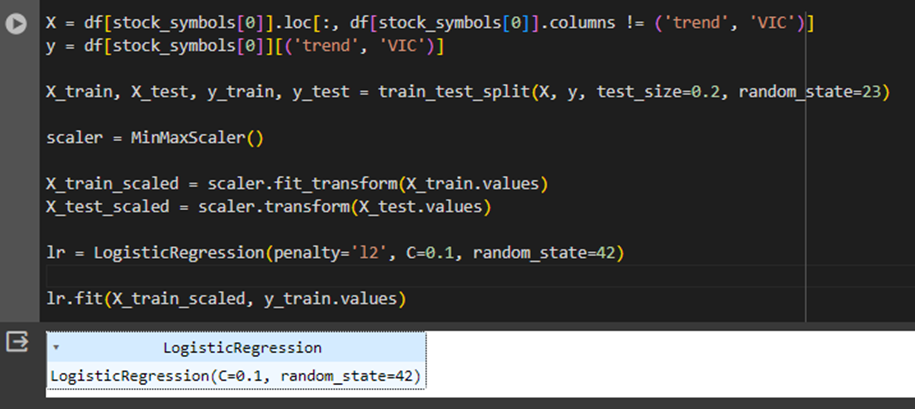 X = df[stock_symbols[0]].loc[:, df[stock_symbols[0]].columns != ('trend', 'VIC')]
y = df[stock_symbols[0]][('trend', 'VIC')]
X_train, X_test, y_train, y_test = train_test_split(X, y, test_size=0.2, random_state=23)
scaler = MinMaxScaler()
X_train_scaled = scaler.fit_transform(X_train.values)
X_test_scaled = scaler.transform(X_test.values)
lr = LogisticRegression(penalty='l2', C=0.1, random_state=42)
lr.fit(X_train_scaled, y_train.values)
LogisticRegression
LogisticRegression(C=0.1, random_state=42)